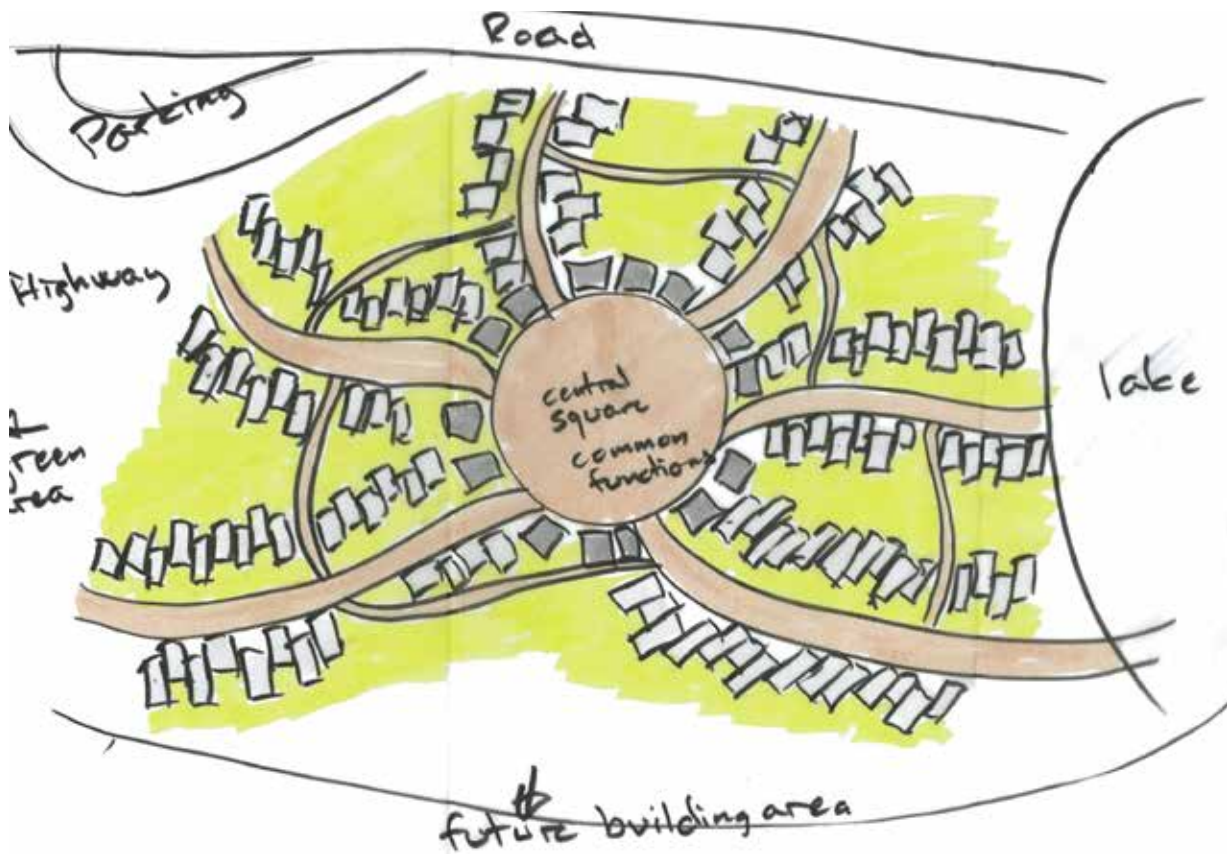 Road
Parking
Highway
green
area
central
square
common
functions
lake
future building area